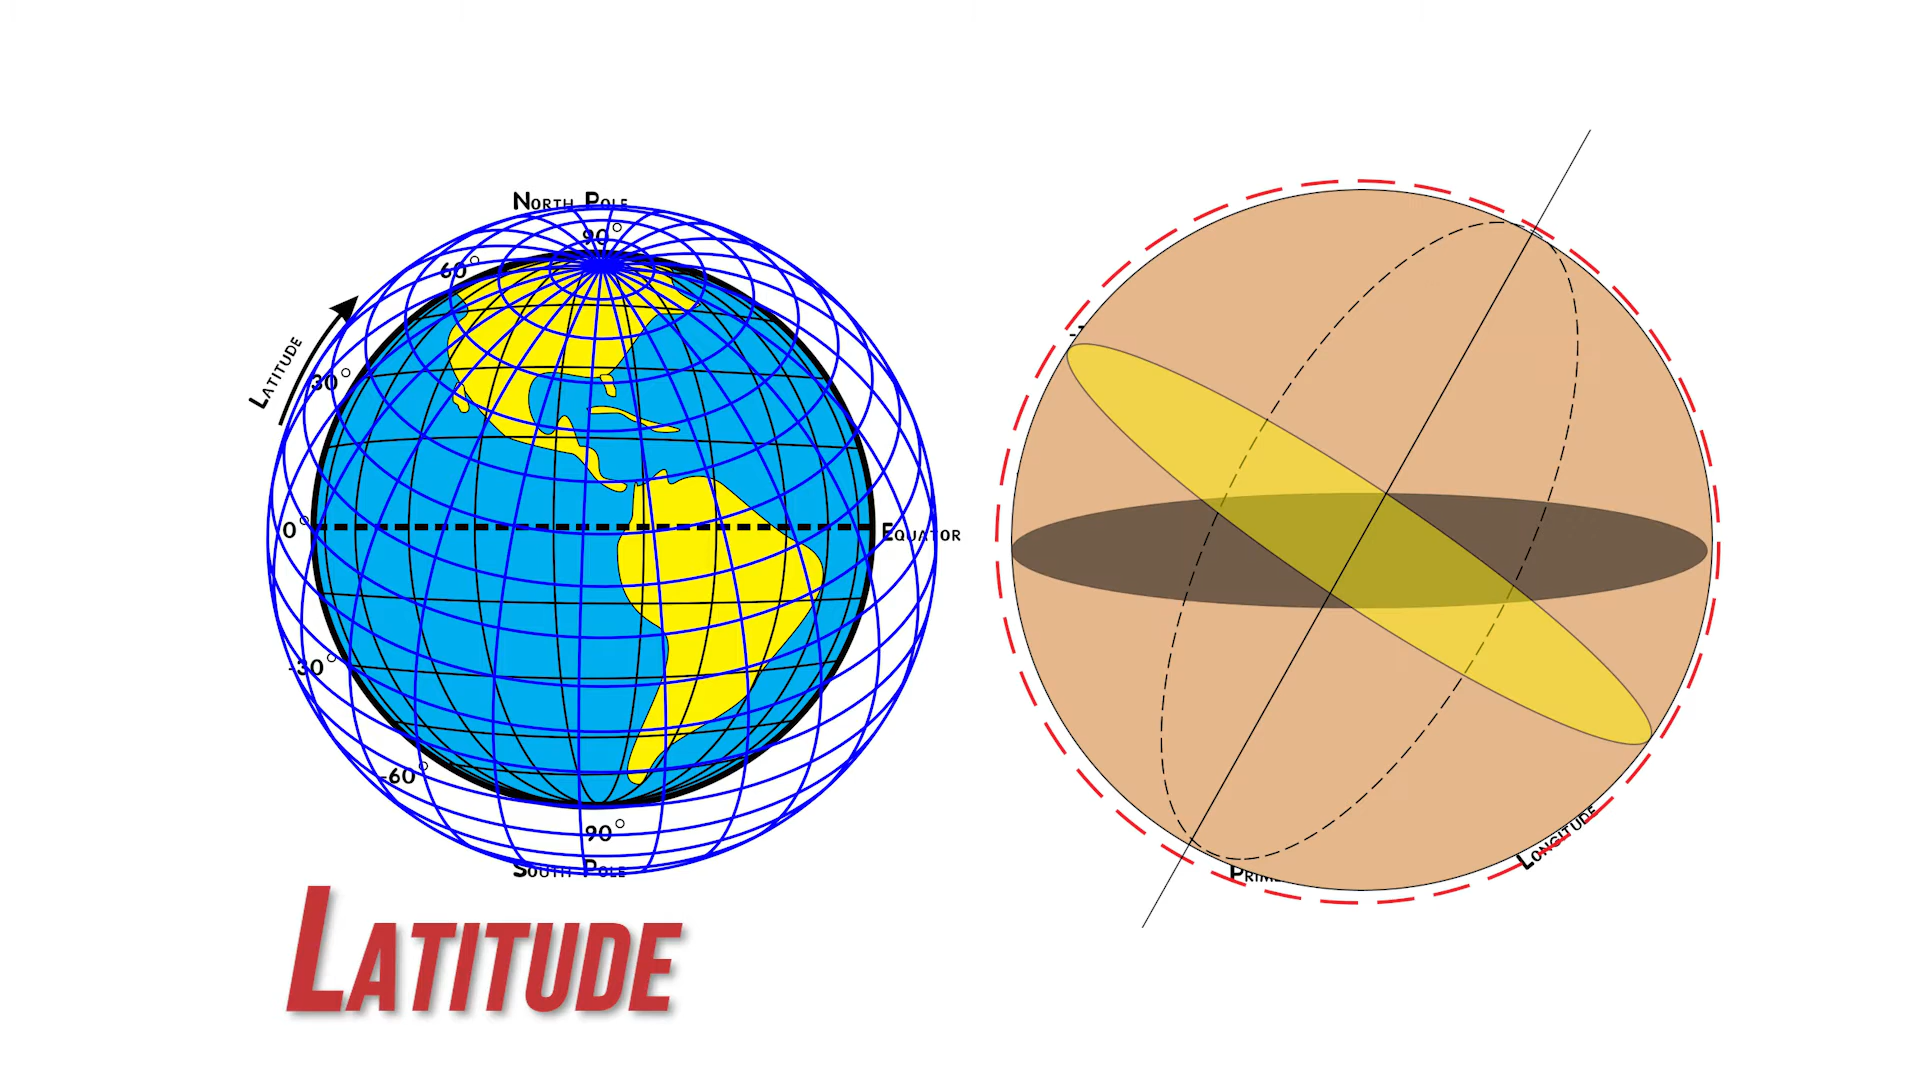 North Pole
90°
60°
Latitude
30°
0°
Equator
-30°
-60°
90°
South Pole
Longitude
Latitude